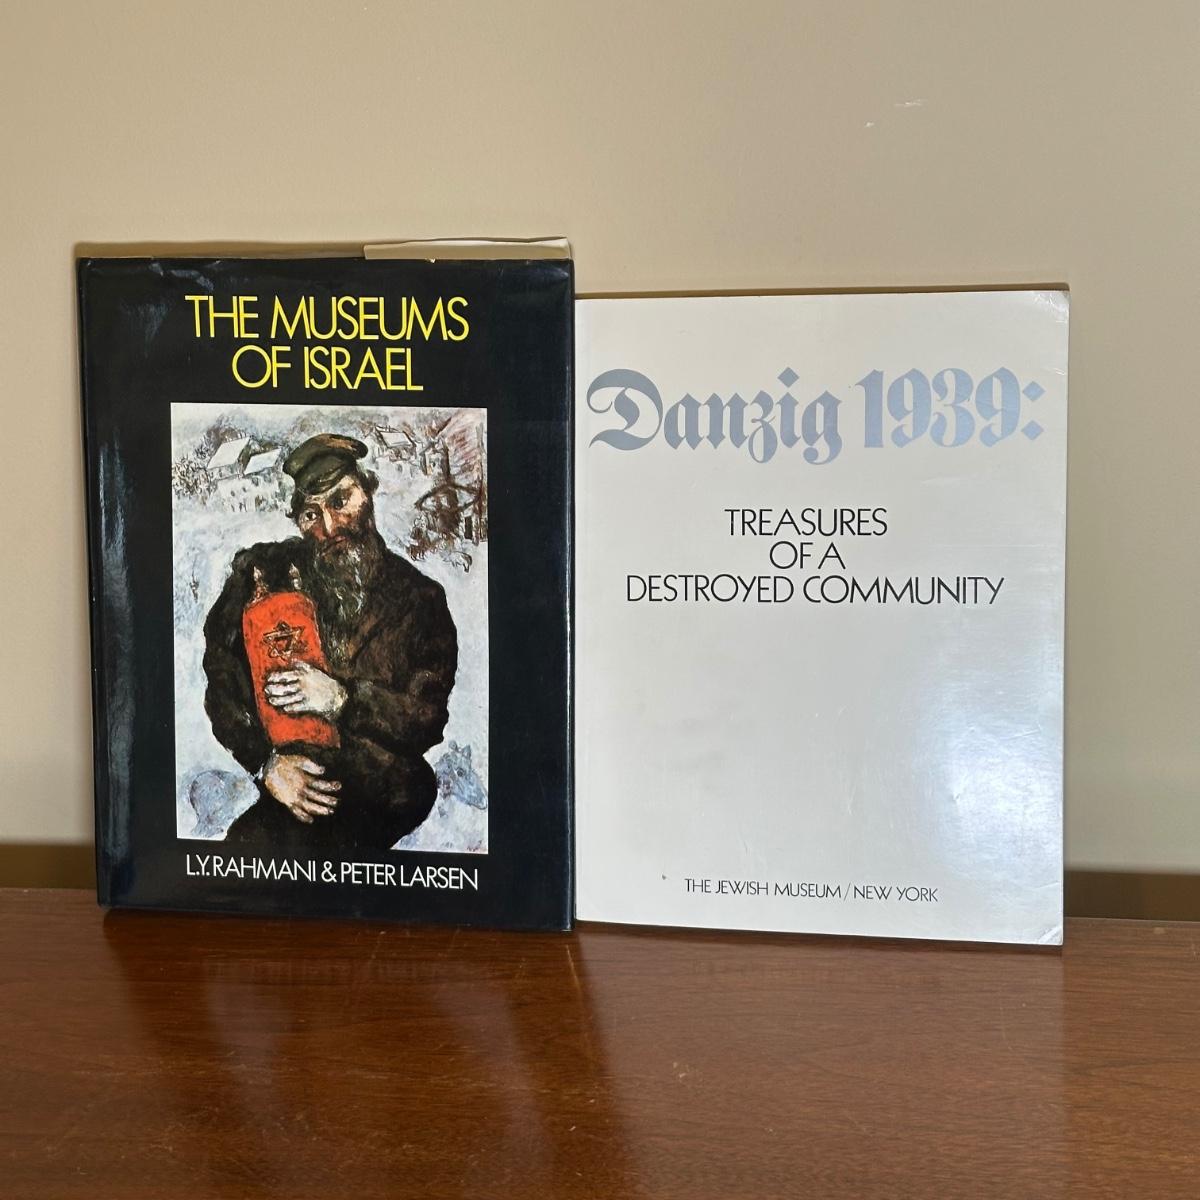 THE MUSEUMS
OF ISRAEL
L.Y. RAHMANI & PETER LARSEN
Danzig 1939:
TREASURES
OF A
DESTROYED COMMUNITY
THE JEWISH MUSEUM / NEW YORK